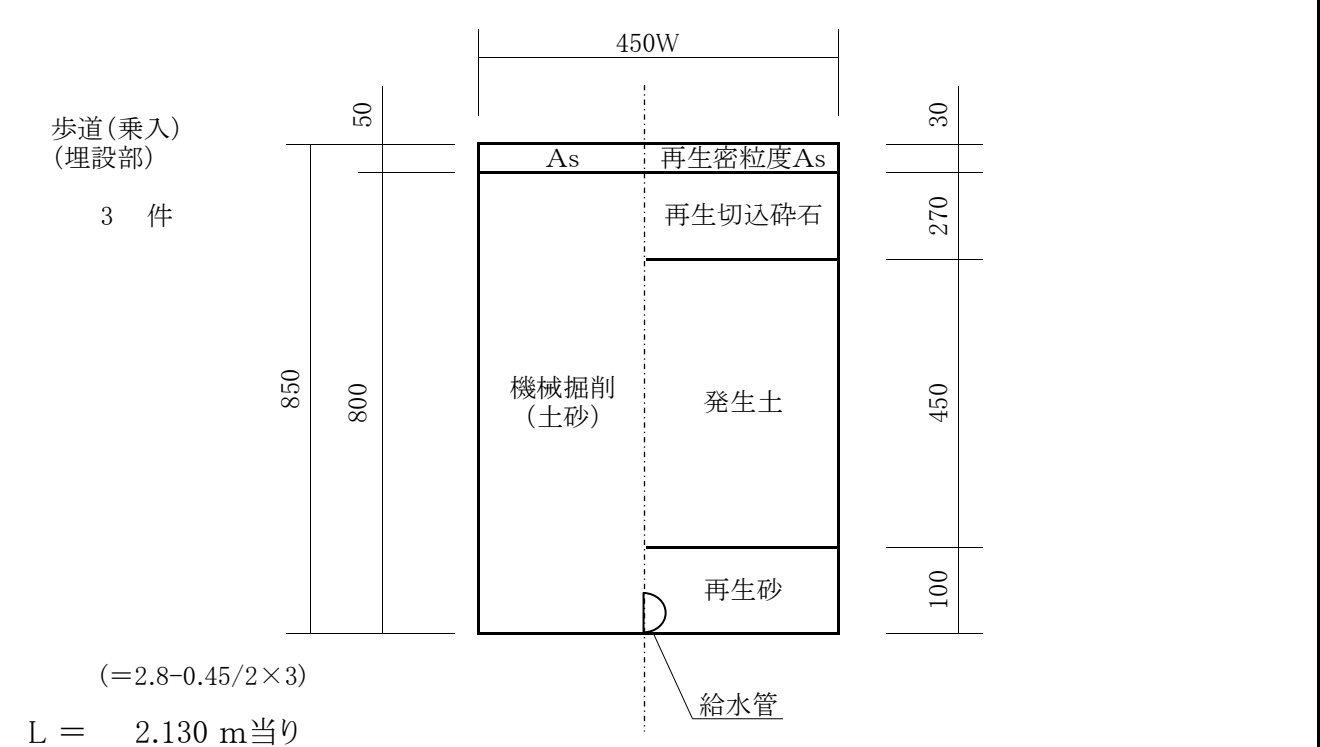 450W
歩道(乗入)
(埋設部)
3 件
50
30
As
再生密粒度As
再生切込砕石
270
850
800
機械掘削
(土砂)
発生土
450
再生砂
100
(=2.8-0.45/2×3)
給水管
L = 2.130 m当り